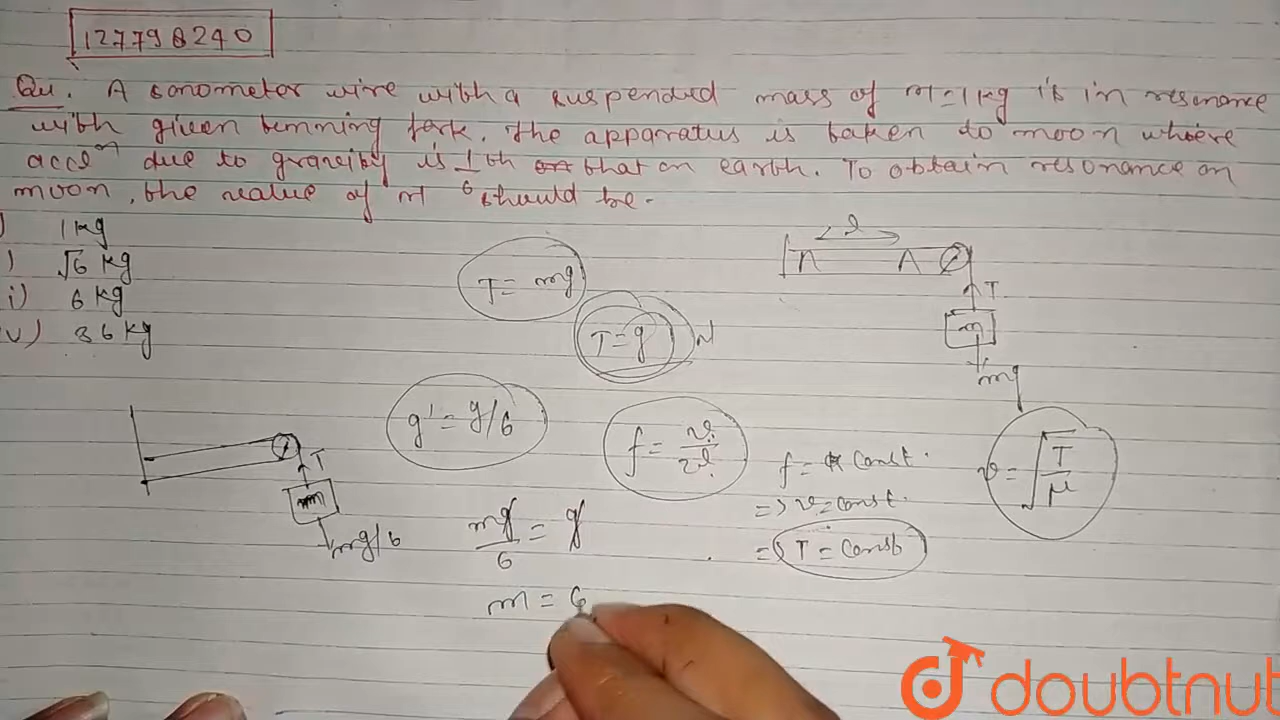 127798240
Qu. A sonometer wire with a suspended mass of M=1kg is in resonance
with given tunning fork. The apparatus is taken to moon where
accln due to gravity is 1/6 th that on earth. To obtain resonance on
moon, the value of M should be-
) 1 kg
) √6 kg
i) 6 kg
v) 36 kg
l
T
m
mg
T = mg
T = g N
g' = g/6
f = v/2l
f = const.
=> v = const.
=> T = const
v = √T/μ
T
m
mg/6
mg/6 = g
m = 6
doubtnut